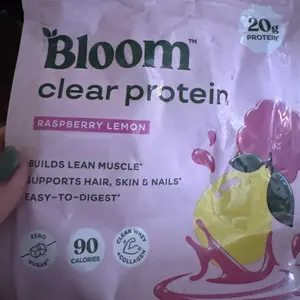 Bloom™
20g
PROTEIN*
clear protein
RASPBERRY LEMON
BUILDS LEAN MUSCLE*
SUPPORTS HAIR, SKIN & NAILS*
EASY-TO-DIGEST*
ZERO
SUGAR*
90
CALORIES
CLEAR WHEY
+COLLAGEN